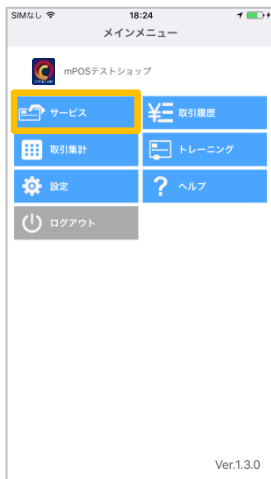 SIMなし 18:24
メインメニュー
mPOSテストショップ
サービス
取引履歴
取引集計
トレーニング
設定
ヘルプ
ログアウト
Ver.1.3.0